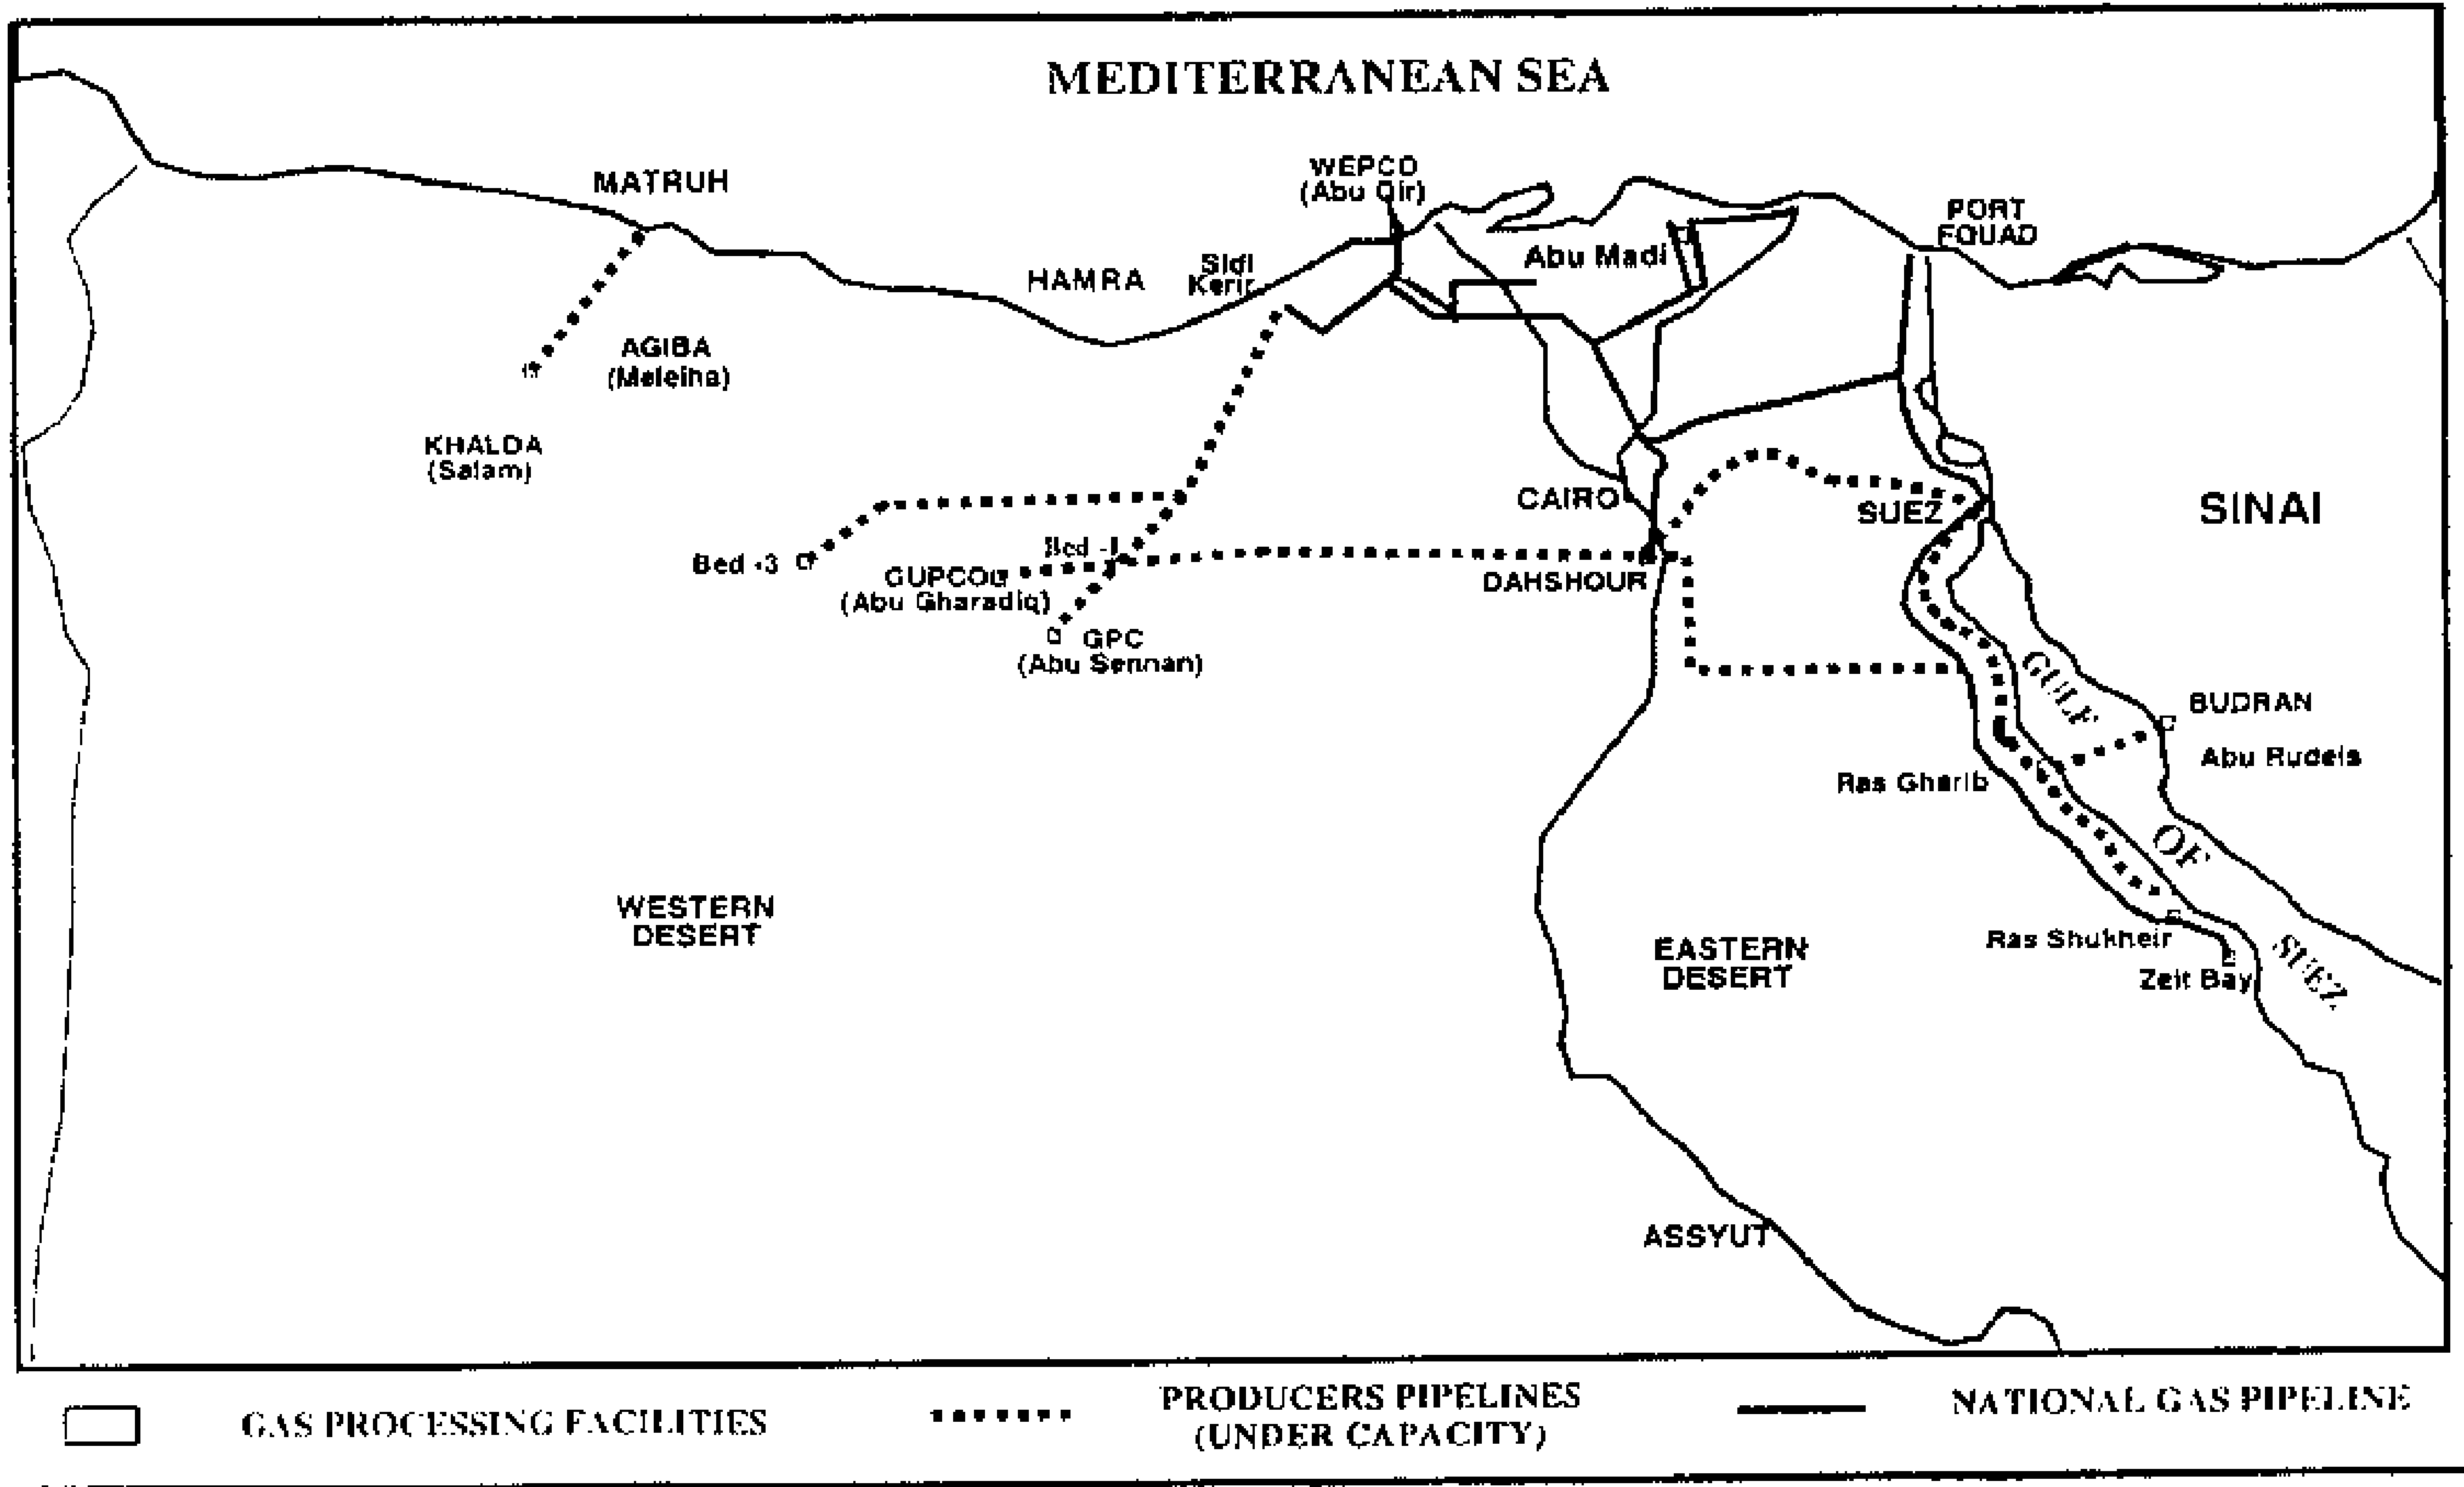 MEDITERRANEAN SEA
MATRUH
WEPCO
(Abu Qir)
PORT
FOUAD
Sidi
Kerir
HAMRA
Abu Madi
AGIBA
(Meleiha)
KHALDA
(Salam)
CAIRO
SUEZ
SINAI
Bed -3
Bed -1
GUPCO
(Abu Gharadiq)
DAHSHOUR
GPC
(Abu Sennan)
GULF
OF
SUEZ
BUDRAN
Abu Rudeis
Ras Gharib
WESTERN
DESERT
EASTERN
DESERT
Ras Shukheir
Zeit Bay
ASSYUT
GAS PROCESSING FACILITIES
PRODUCERS PIPELINES
(UNDER CAPACITY)
NATIONAL GAS PIPELINE